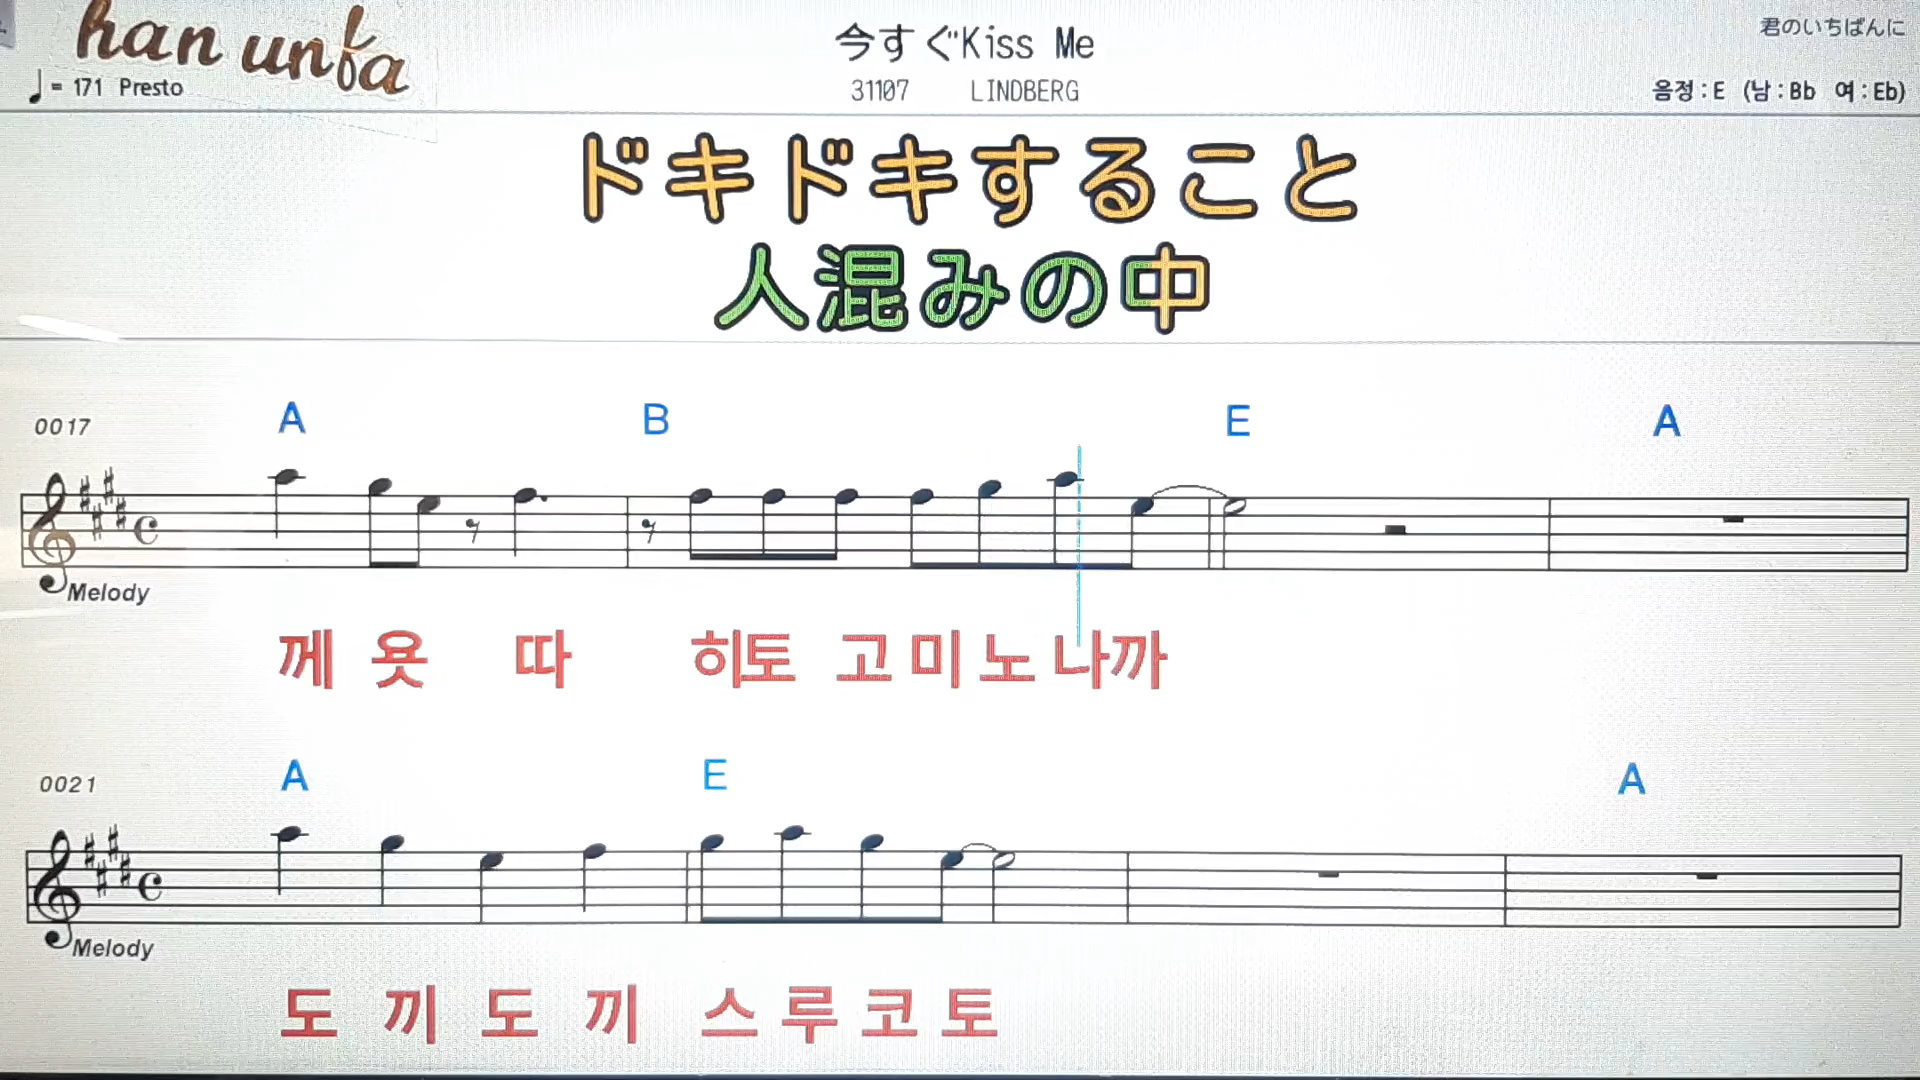 han unfa
今すぐKiss Me
君のいちばんに
♩= 171 Presto
31107 LINDBERG
음정:E (남:Bb 여:Eb)
ドキドキすること
人混みの中
0017 A B E A
Melody
께 욧 따 히토 고 미 노 나까
0021 A E A
Melody
도 끼 도 끼 스 루 코 토